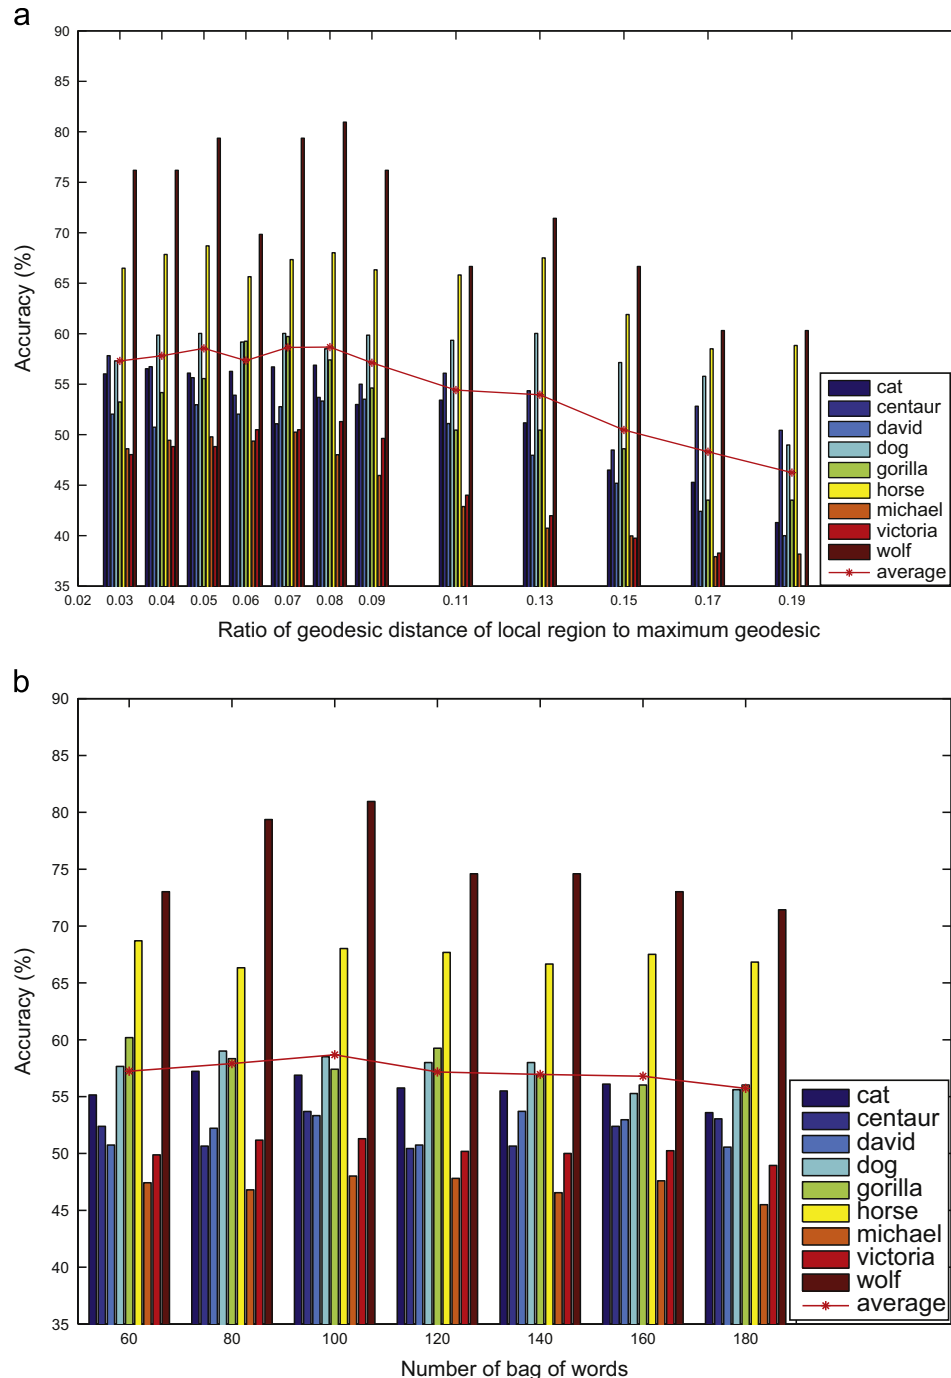 a
90
85
80
75
70
65
60
55
50
45
40
35
Accuracy (%)
0.02 0.03 0.04 0.05 0.06 0.07 0.08 0.09 0.11 0.13 0.15 0.17 0.19
Ratio of geodesic distance of local region to maximum geodesic
cat
centaur
david
dog
gorilla
horse
michael
victoria
wolf
average
b
90
85
80
75
70
65
60
55
50
45
40
35
Accuracy (%)
60 80 100 120 140 160 180
Number of bag of words
cat
centaur
david
dog
gorilla
horse
michael
victoria
wolf
average